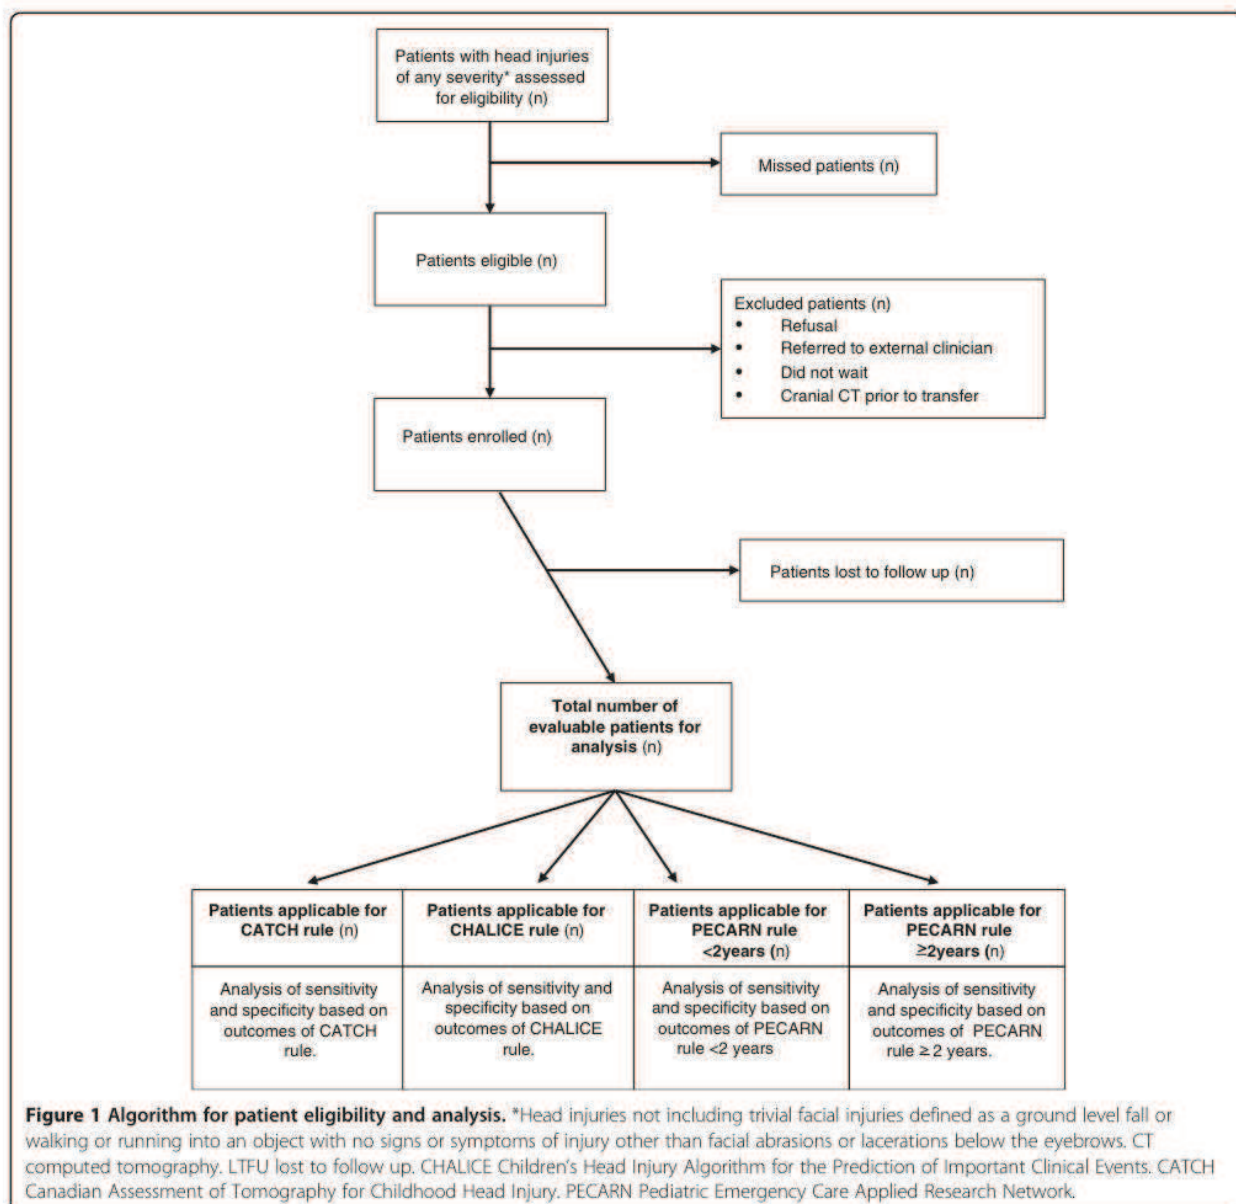 Patients with head injuries
of any severity* assessed
for eligibility (n)
Missed patients (n)
Patients eligible (n)
Excluded patients (n)
• Refusal
• Referred to external clinician
• Did not wait
• Cranial CT prior to transfer
Patients enrolled (n)
Patients lost to follow up (n)
Total number of
evaluable patients for
analysis (n)
Patients applicable for
CATCH rule (n)
Patients applicable for
CHALICE rule (n)
Patients applicable for
PECARN rule
<2years (n)
Patients applicable for
PECARN rule
≥2years (n)
Analysis of sensitivity
and specificity based on
outcomes of CATCH
rule.
Analysis of sensitivity and
specificity based on
outcomes of CHALICE
rule.
Analysis of sensitivity
and specificity based on
outcomes of PECARN
rule <2 years
Analysis of sensitivity
and specificity based on
outcomes of PECARN
rule ≥ 2 years.
Figure 1 Algorithm for patient eligibility and analysis. *Head injuries not including trivial facial injuries defined as a ground level fall or
walking or running into an object with no signs or symptoms of injury other than facial abrasions or lacerations below the eyebrows. CT
computed tomography. LTFU lost to follow up. CHALICE Children's Head Injury Algorithm for the Prediction of Important Clinical Events. CATCH
Canadian Assessment of Tomography for Childhood Head Injury. PECARN Pediatric Emergency Care Applied Research Network.